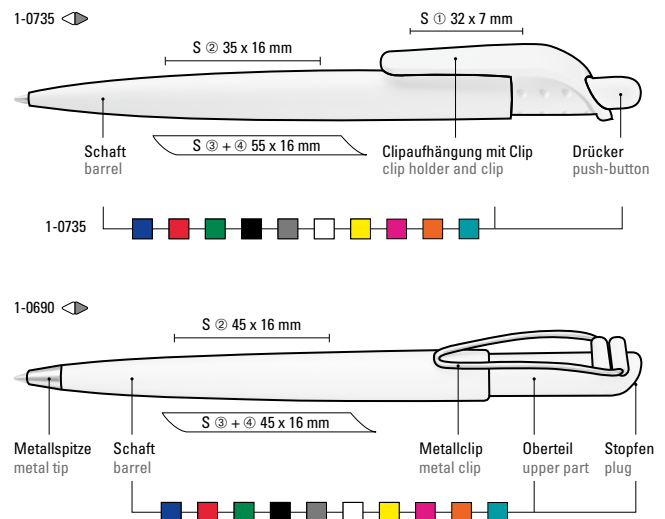 1-0735
S ① 32 x 7 mm
S ② 35 x 16 mm
S ③ + ④ 55 x 16 mm
Schaft
barrel
Clipaufhängung mit Clip
clip holder and clip
Drücker
push-button
1-0735
1-0690
S ② 45 x 16 mm
S ③ + ④ 45 x 16 mm
Metallspitze
metal tip
Schaft
barrel
Metallclip
metal clip
Oberteil
upper part
Stopfen
plug